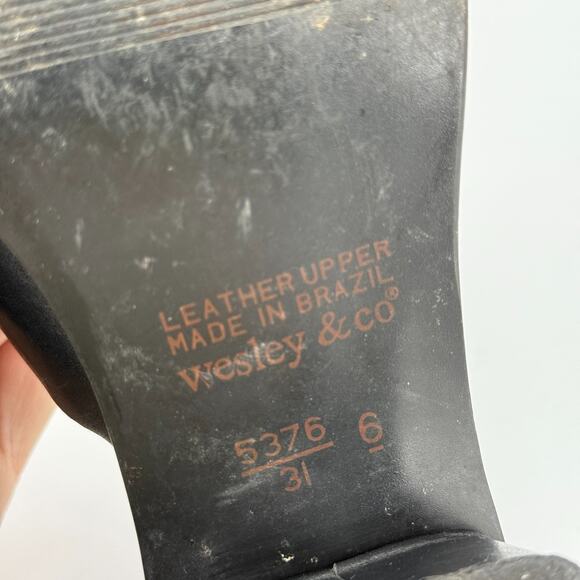 LEATHER UPPER
MADE IN BRAZIL
wesley & co®
5376 6
31